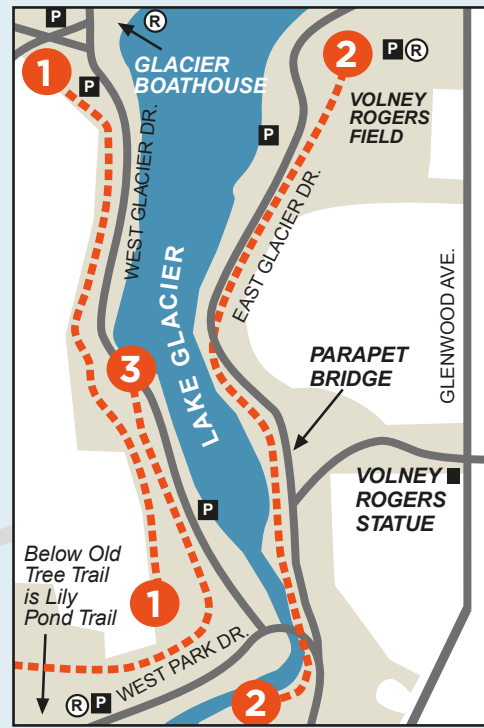 P
R
2
P
R
1
P
GLACIER
BOATHOUSE
VOLNEY
ROGERS
FIELD
P
WEST GLACIER DR.
EAST GLACIER DR.
GLENWOOD AVE.
LAKE GLACIER
3
PARAPET
BRIDGE
VOLNEY
ROGERS
STATUE
P
Below Old
Tree Trail
is Lily
Pond Trail
1
WEST PARK DR.
R
P
2